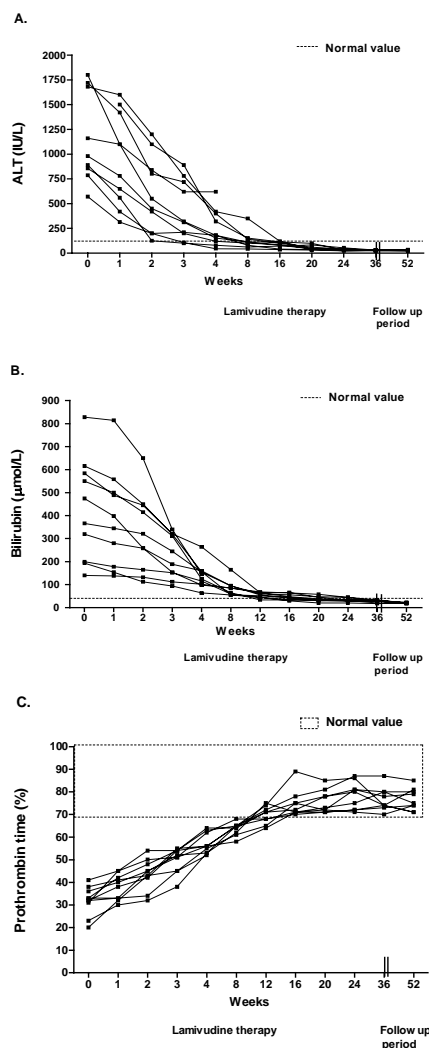 A.
Normal value
2000
1750
1500
1250
1000
750
500
250
0
ALT (IU/L)
0 1 2 3 4 8 16 20 24 36 52
Weeks
Lamivudine therapy
Follow up
period
B.
Normal value
900
800
700
600
500
400
300
200
100
0
Bilirubin (µmol/L)
0 1 2 3 4 8 12 16 20 24 36 52
Weeks
Lamivudine therapy
Follow up
period
C.
Normal value
100
90
80
70
60
50
40
30
20
10
0
Prothrombin time (%)
0 1 2 3 4 8 12 16 20 24 36 52
Weeks
Lamivudine therapy
Follow up
period